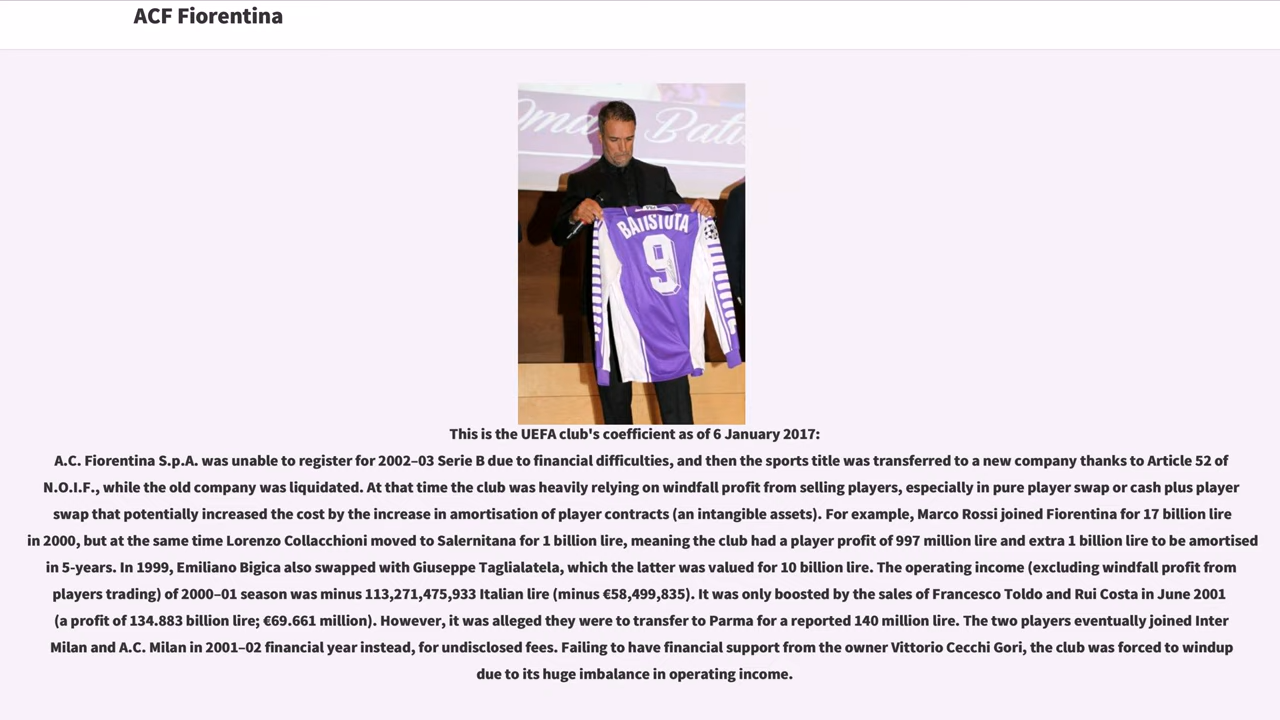 ACF Fiorentina
Oma Bati
BATISTUTA
9
This is the UEFA club's coefficient as of 6 January 2017:
A.C. Fiorentina S.p.A. was unable to register for 2002–03 Serie B due to financial difficulties, and then the sports title was transferred to a new company thanks to Article 52 of
N.O.I.F., while the old company was liquidated. At that time the club was heavily relying on windfall profit from selling players, especially in pure player swap or cash plus player
swap that potentially increased the cost by the increase in amortisation of player contracts (an intangible assets). For example, Marco Rossi joined Fiorentina for 17 billion lire
in 2000, but at the same time Lorenzo Collacchioni moved to Salernitana for 1 billion lire, meaning the club had a player profit of 997 million lire and extra 1 billion lire to be amortised
in 5-years. In 1999, Emiliano Bigica also swapped with Giuseppe Taglialatela, which the latter was valued for 10 billion lire. The operating income (excluding windfall profit from
players trading) of 2000–01 season was minus 113,271,475,933 Italian lire (minus €58,499,835). It was only boosted by the sales of Francesco Toldo and Rui Costa in June 2001
(a profit of 134.883 billion lire; €69.661 million). However, it was alleged they were to transfer to Parma for a reported 140 million lire. The two players eventually joined Inter
Milan and A.C. Milan in 2001–02 financial year instead, for undisclosed fees. Failing to have financial support from the owner Vittorio Cecchi Gori, the club was forced to windup
due to its huge imbalance in operating income.